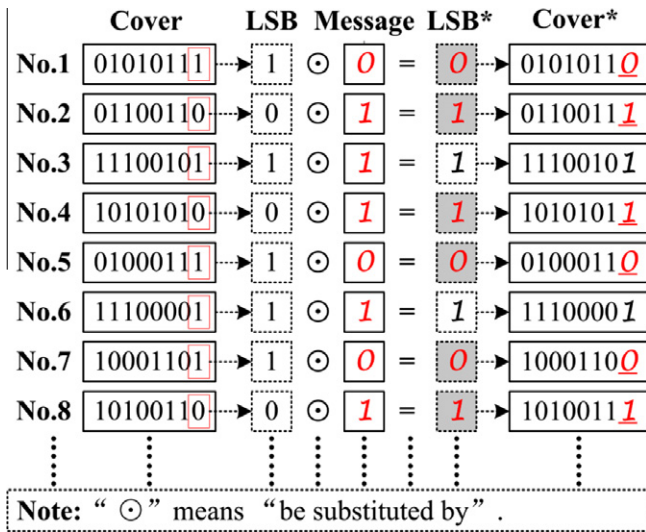 Cover LSB Message LSB* Cover*
No.1 01010111 1 ⊙ 0 = 0 01010110
No.2 01100110 0 ⊙ 1 = 1 01100111
No.3 11100101 1 ⊙ 1 = 1 11100101
No.4 10101010 0 ⊙ 1 = 1 10101011
No.5 01000111 1 ⊙ 0 = 0 01000110
No.6 11100001 1 ⊙ 1 = 1 11100001
No.7 10001101 1 ⊙ 0 = 0 10001100
No.8 10100110 0 ⊙ 1 = 1 10100111
Note: “ ⊙ ” means “be substituted by” .